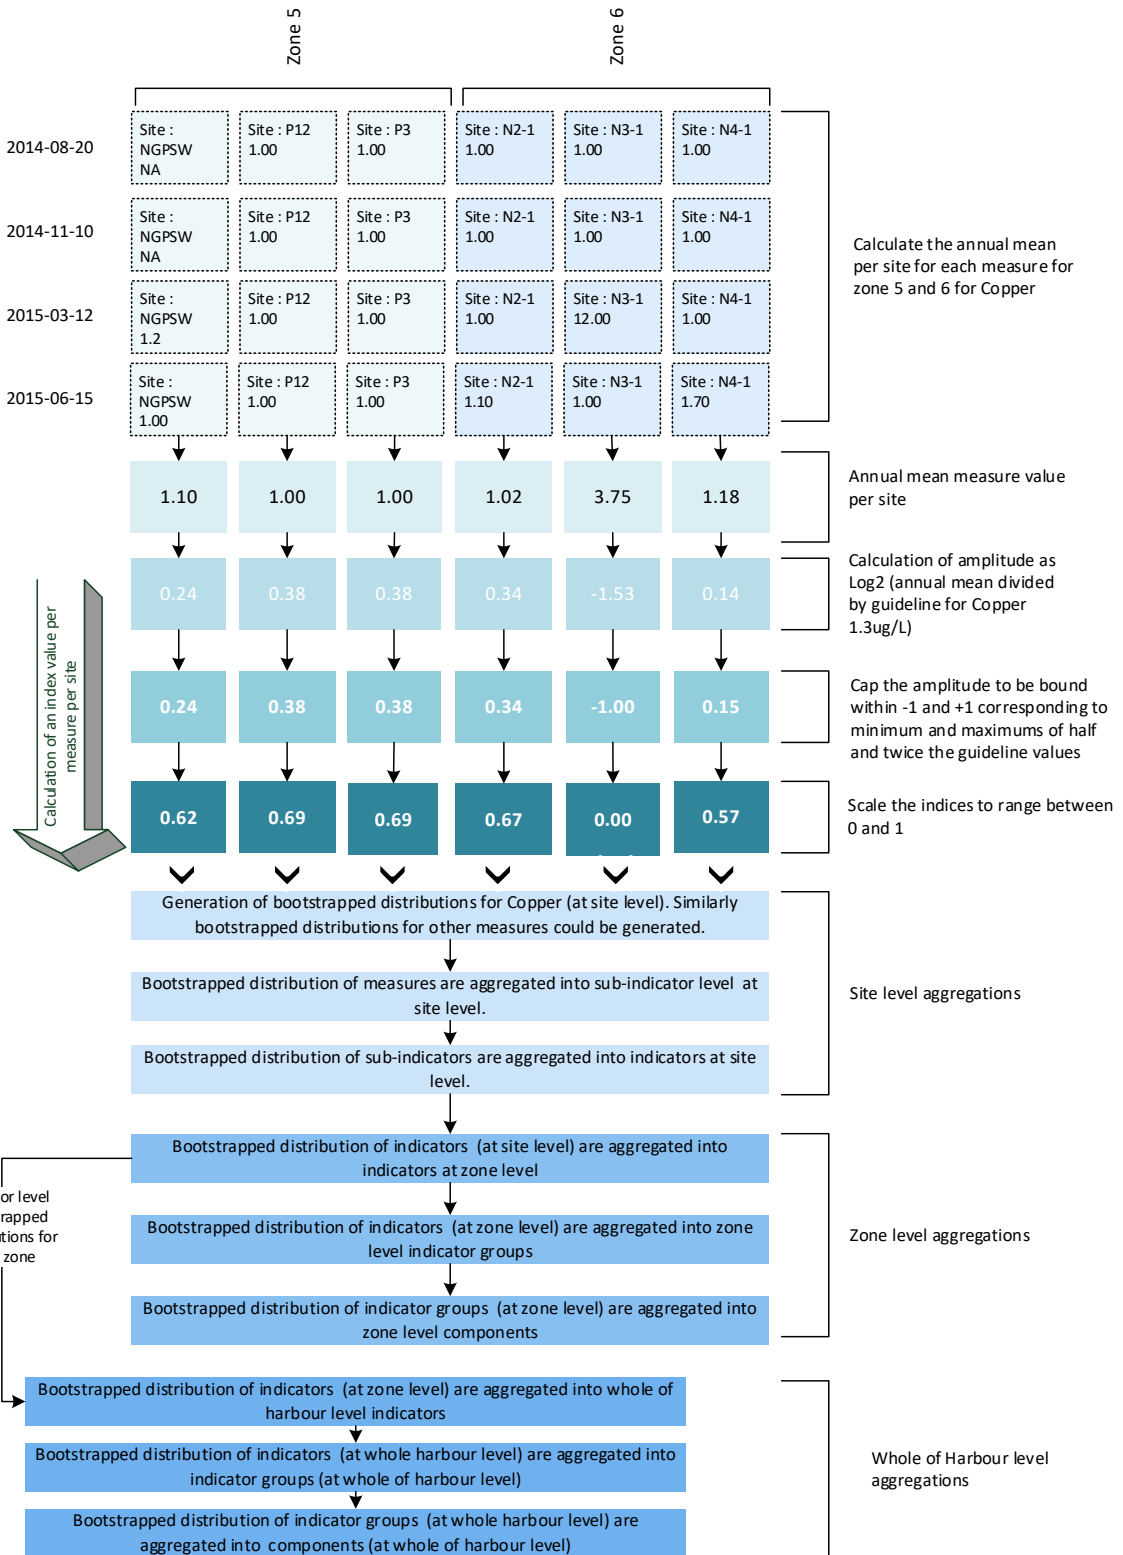 Zone 5
Zone 6
2014-08-20
Site :
NGPSW
NA
Site : P12
1.00
Site : P3
1.00
Site : N2-1
1.00
Site : N3-1
1.00
Site : N4-1
1.00
2014-11-10
Site :
NGPSW
NA
Site : P12
1.00
Site : P3
1.00
Site : N2-1
1.00
Site : N3-1
1.00
Site : N4-1
1.00
2015-03-12
Site :
NGPSW
1.2
Site : P12
1.00
Site : P3
1.00
Site : N2-1
1.00
Site : N3-1
12.00
Site : N4-1
1.00
2015-06-15
Site :
NGPSW
1.00
Site : P12
1.00
Site : P3
1.00
Site : N2-1
1.10
Site : N3-1
1.00
Site : N4-1
1.70
Calculate the annual mean
per site for each measure for
zone 5 and 6 for Copper
1.10
1.00
1.00
1.02
3.75
1.18
Annual mean measure value
per site
0.24
0.38
0.38
0.34
-1.53
0.14
Calculation of amplitude as
Log2 (annual mean divided
by guideline for Copper
1.3ug/L)
Calculation of an index value per
measure per site
0.24
0.38
0.38
0.34
-1.00
0.15
Cap the amplitude to be bound
within -1 and +1 corresponding to
minimum and maximums of half
and twice the guideline values
0.62
0.69
0.69
0.67
0.00
0.57
Scale the indices to range between
0 and 1
Generation of bootstrapped distributions for Copper (at site level). Similarly
bootstrapped distributions for other measures could be generated.
Bootstrapped distribution of measures are aggregated into sub-indicator level at
site level.
Bootstrapped distribution of sub-indicators are aggregated into indicators at site
level.
Site level aggregations
Bootstrapped distribution of indicators (at site level) are aggregated into
indicators at zone level
Bootstrapped distribution of indicators (at zone level) are aggregated into zone
level indicator groups
Bootstrapped distribution of indicator groups (at zone level) are aggregated into
zone level components
Zone level aggregations
or level
rapped
tions for
zone
Bootstrapped distribution of indicators (at zone level) are aggregated into whole of
harbour level indicators
Bootstrapped distribution of indicators (at whole harbour level) are aggregated into
indicator groups (at whole of harbour level)
Bootstrapped distribution of indicator groups (at whole harbour level) are
aggregated into components (at whole of harbour level)
Whole of Harbour level
aggregations